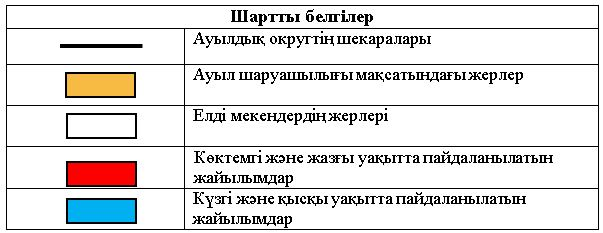 Шартты белгілер
Ауылдық округтің шекаралары
Ауыл шаруашылығы мақсатындағы жерлер
Елді мекендердің жерлері
Көктемгі және жазғы уақытта пайдаланылатын
жайылымдар
Күзгі және қысқы уақытта пайдаланылатын
жайылымдар